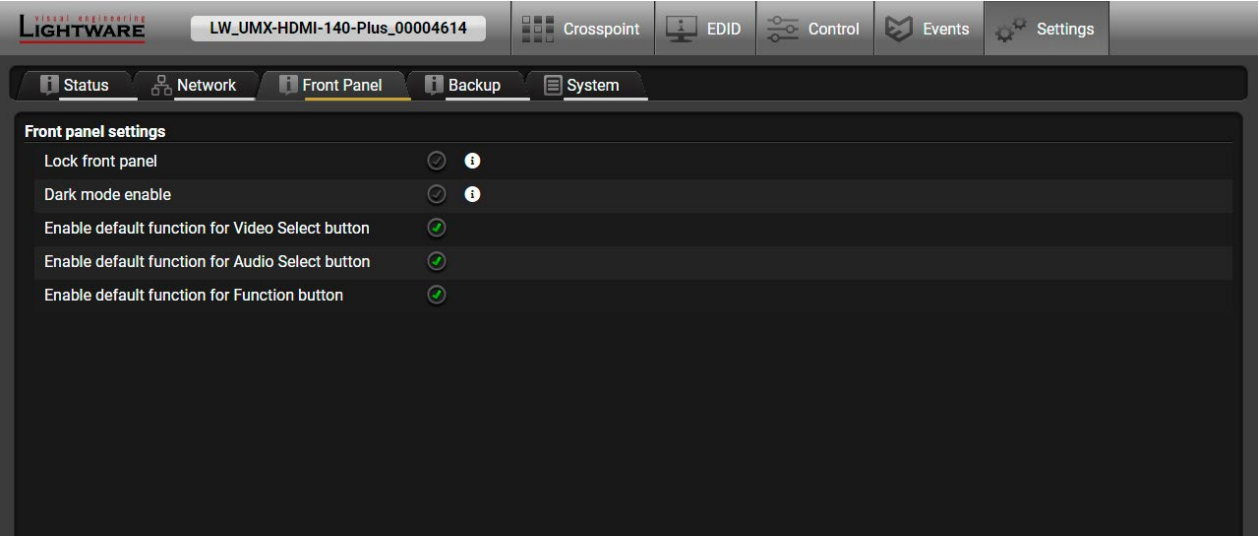 visual engineering
LIGHTWARE
LW_UMX-HDMI-140-Plus_00004614
Crosspoint
EDID
Control
Events
Settings
Status
Network
Front Panel
Backup
System
Front panel settings
Lock front panel
Dark mode enable
Enable default function for Video Select button
Enable default function for Audio Select button
Enable default function for Function button